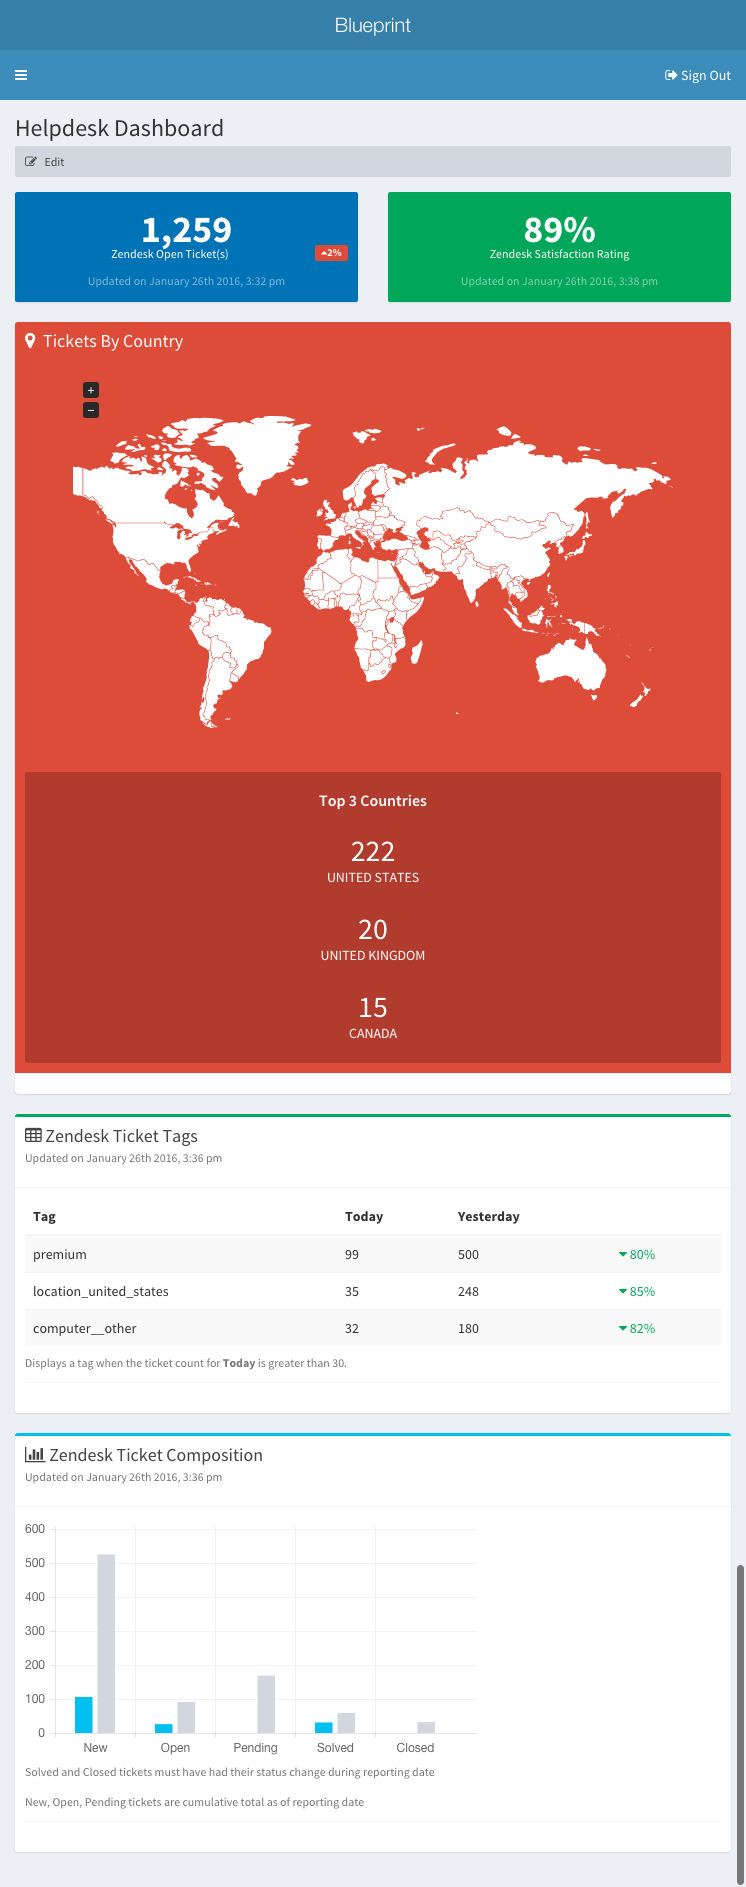 Blueprint
Sign Out
Helpdesk Dashboard
Edit
1,259
Zendesk Open Ticket(s)
2%
Updated on January 26th 2016, 3:32 pm
89%
Zendesk Satisfaction Rating
Updated on January 26th 2016, 3:38 pm
Tickets By Country
+
−
Top 3 Countries
222
UNITED STATES
20
UNITED KINGDOM
15
CANADA
Zendesk Ticket Tags
Updated on January 26th 2016, 3:36 pm
Tag Today Yesterday
premium 99 500 80%
location_united_states 35 248 85%
computer__other 32 180 82%
Displays a tag when the ticket count for Today is greater than 30.
Zendesk Ticket Composition
Updated on January 26th 2016, 3:36 pm
600
500
400
300
200
100
0
New Open Pending Solved Closed
Solved and Closed tickets must have had their status change during reporting date
New, Open, Pending tickets are cumulative total as of reporting date